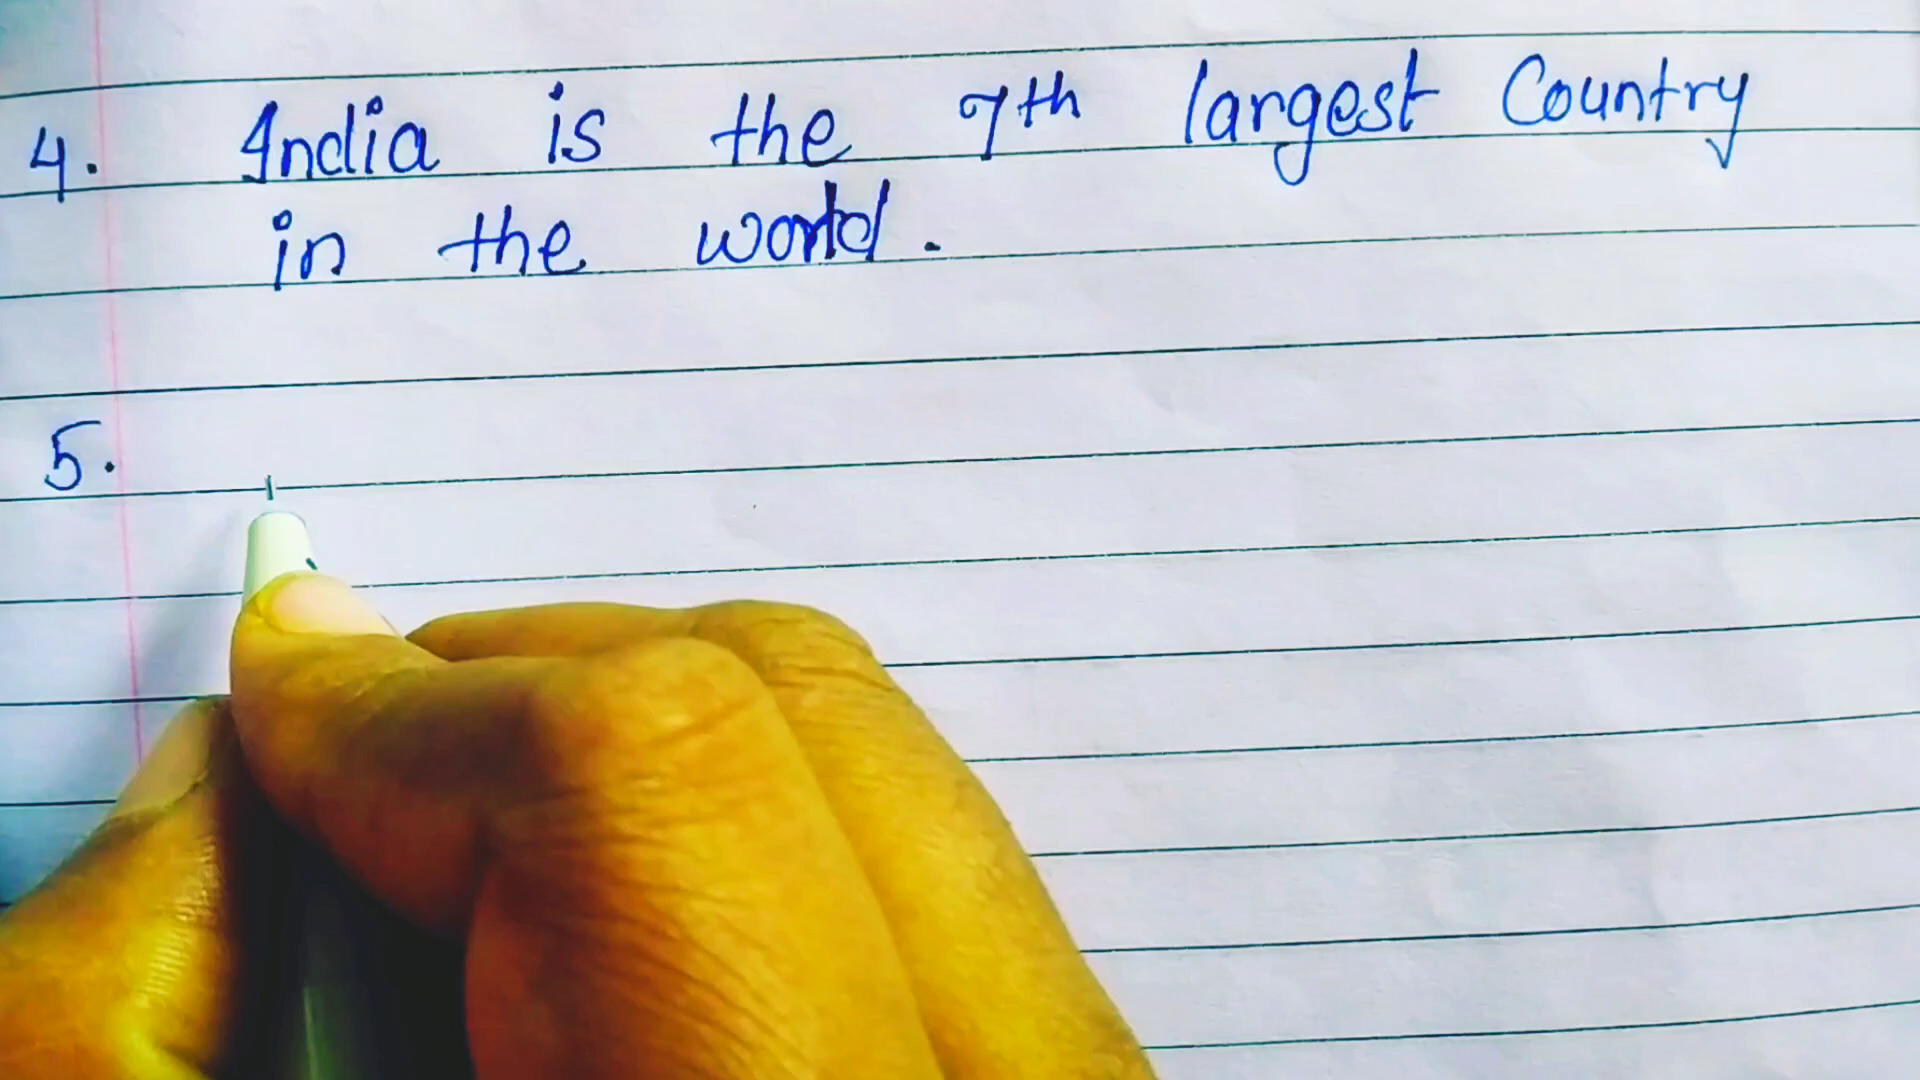 4. India is the 7th largest Country
in the world.
5.